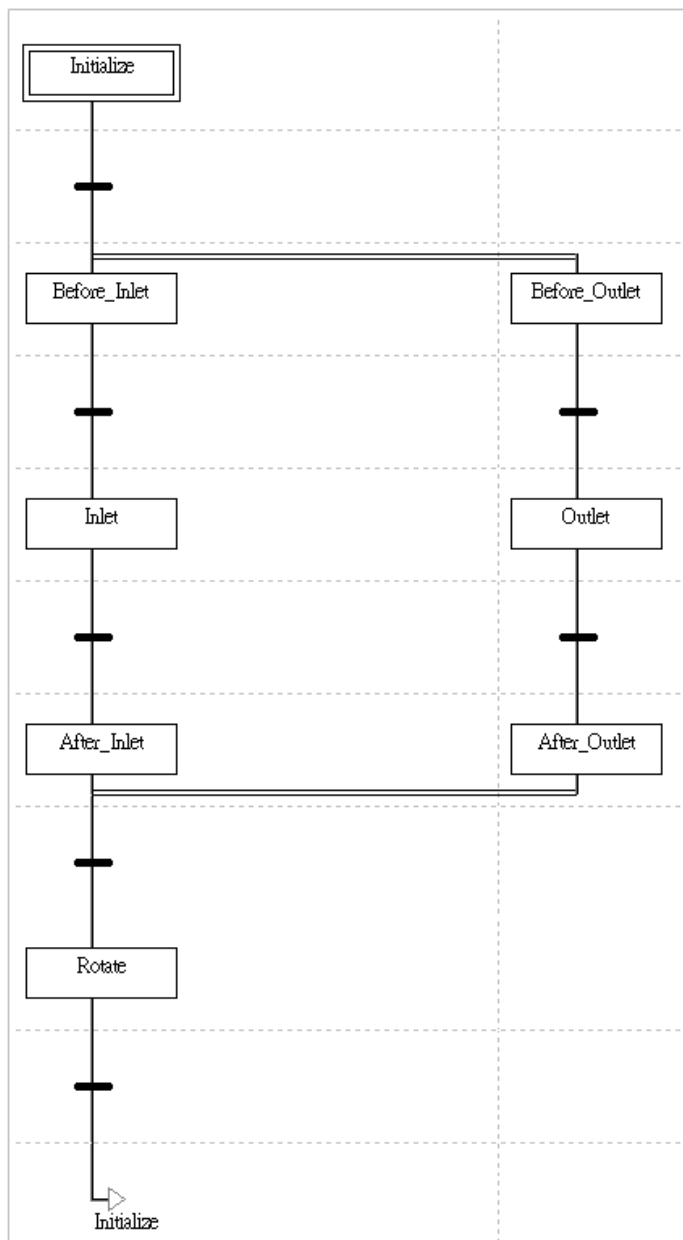 Initialize
Before_Inlet
Before_Outlet
Inlet
Outlet
After_Inlet
After_Outlet
Rotate
Initialize